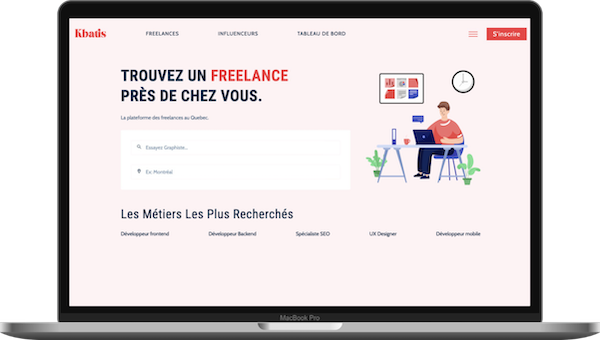 Kbatis
FREELANCES
INFLUENCEURS
TABLEAU DE BORD
S'inscrire
TROUVEZ UN FREELANCE
PRÈS DE CHEZ VOUS.
La plateforme des freelances au Québec.
Essayez Graphiste...
Ex: Montréal
Les Métiers Les Plus Recherchés
Développeur frontend
Développeur Backend
Spécialiste SEO
UX Designer
Développeur mobile
MacBook Pro